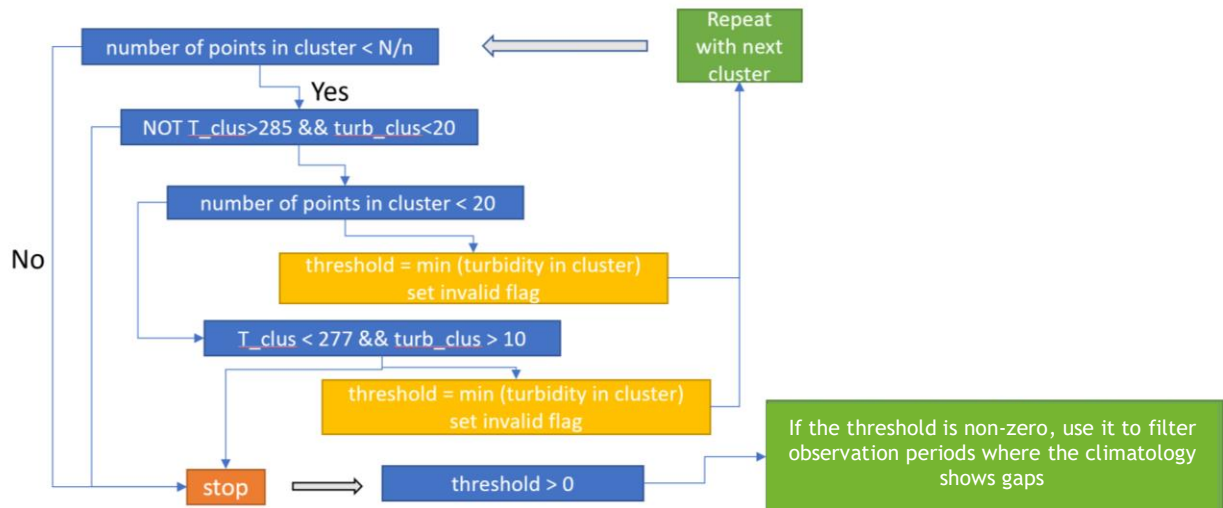 Repeat
with next
cluster
number of points in cluster < N/n
Yes
NOT T_clus>285 && turb_clus<20
number of points in cluster < 20
No
threshold = min (turbidity in cluster)
set invalid flag
T_clus < 277 && turb_clus > 10
threshold = min (turbidity in cluster)
set invalid flag
If the threshold is non-zero, use it to filter
observation periods where the climatology
shows gaps
stop
threshold > 0